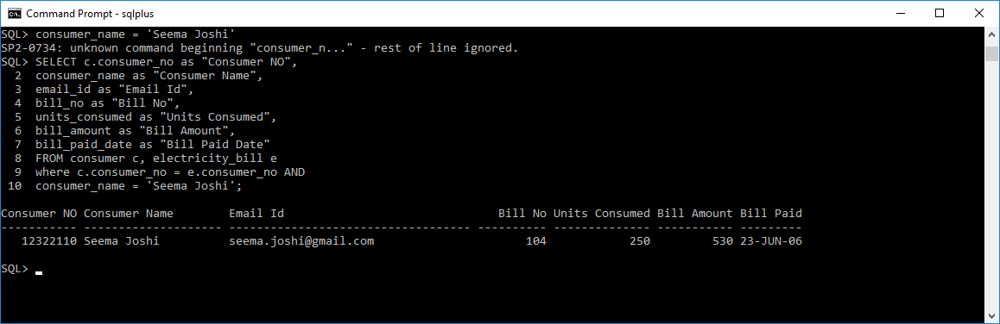 Command Prompt - sqlplus
SQL> consumer_name = 'Seema Joshi'
SP2-0734: unknown command beginning "consumer_n..." - rest of line ignored.
SQL> SELECT c.consumer_no as "Consumer NO",
  2  consumer_name as "Consumer Name",
  3  email_id as "Email Id",
  4  bill_no as "Bill No",
  5  units_consumed as "Units Consumed",
  6  bill_amount as "Bill Amount",
  7  bill_paid_date as "Bill Paid Date"
  8  FROM consumer c, electricity_bill e
  9  where c.consumer_no = e.consumer_no AND
 10  consumer_name = 'Seema Joshi';
Consumer NO Consumer Name        Email Id                               Bill No Units Consumed Bill Amount Bill Paid
----------- -------------------- ----------------------------------- ---------- -------------- ----------- ---------
   12322110 Seema Joshi          seema.joshi@gmail.com                      104            250         530 23-JUN-06
SQL>